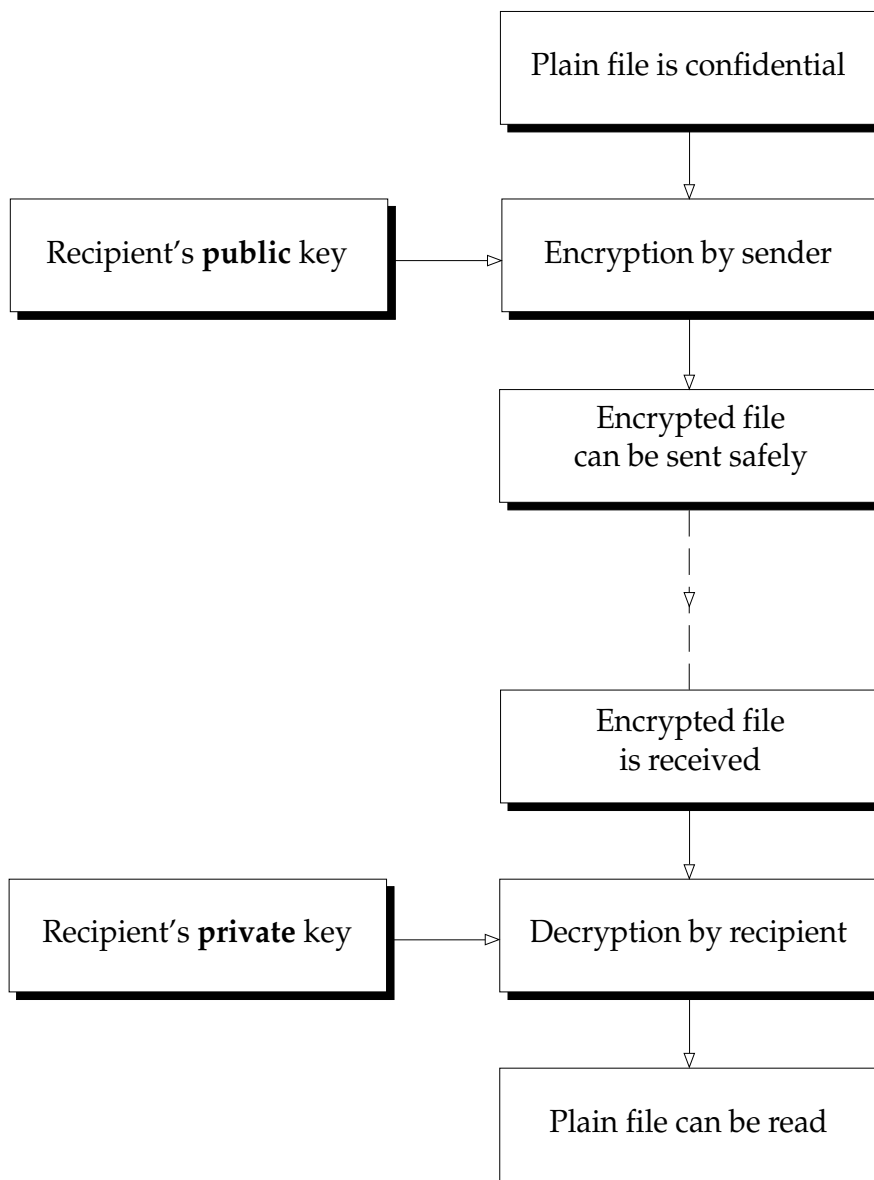 Plain file is confidential
Recipient's public key
Encryption by sender
Encrypted file
can be sent safely
Encrypted file
is received
Recipient's private key
Decryption by recipient
Plain file can be read